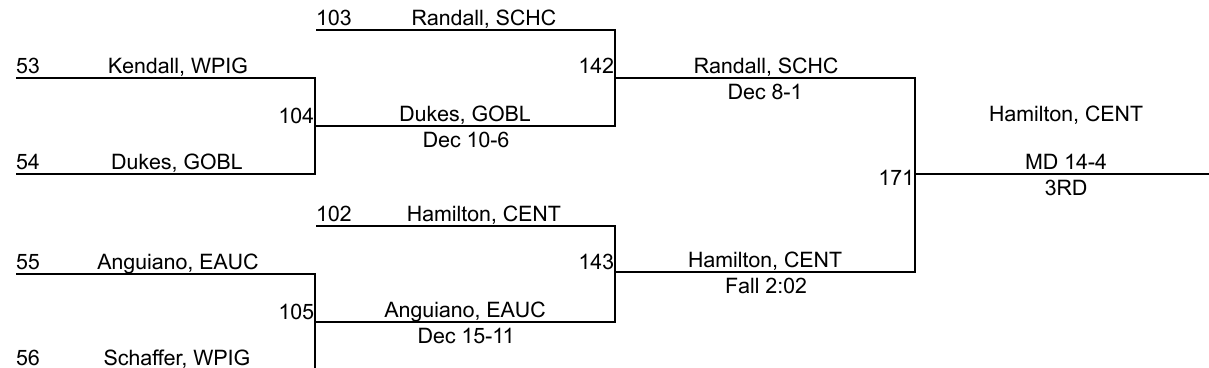 103 Randall, SCHC
53 Kendall, WPIG
142 Randall, SCHC
Dec 8-1
104 Dukes, GOBL
Dec 10-6
Hamilton, CENT
54 Dukes, GOBL
MD 14-4
171
3RD
102 Hamilton, CENT
55 Anguiano, EAUC
143 Hamilton, CENT
Fall 2:02
105 Anguiano, EAUC
Dec 15-11
56 Schaffer, WPIG